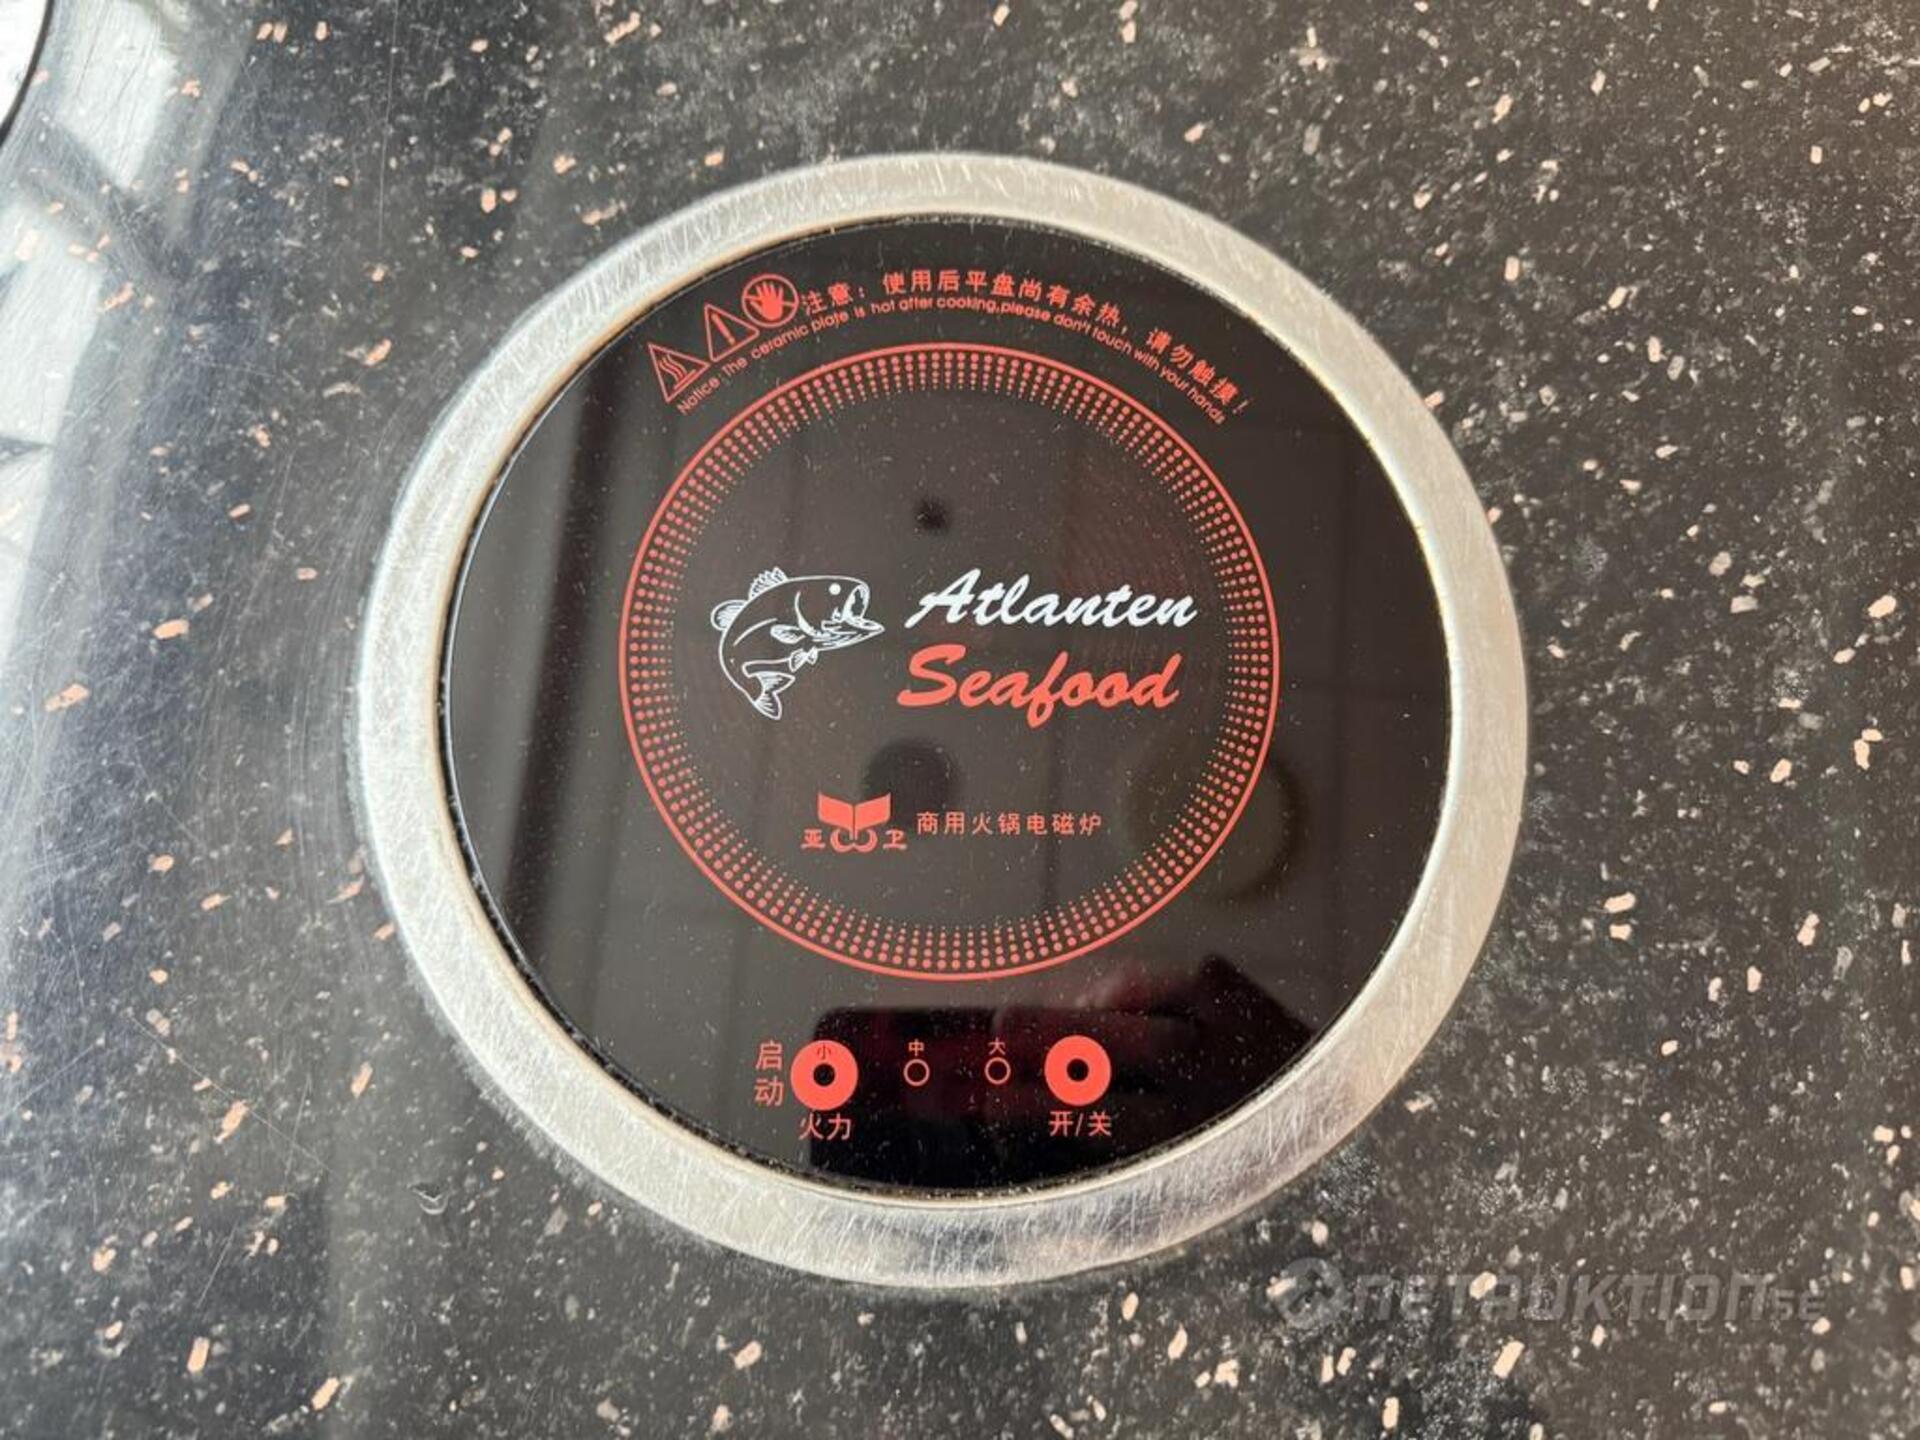 注意：使用后平盘尚有余热，请勿触摸！
Notice The ceramic plate is hot after cooking,please don't touch with your hands
Atlanten
Seafood
亚卫 商用火锅电磁炉
启动 小 中 大
火力 开/关
NETAUKTION.SE